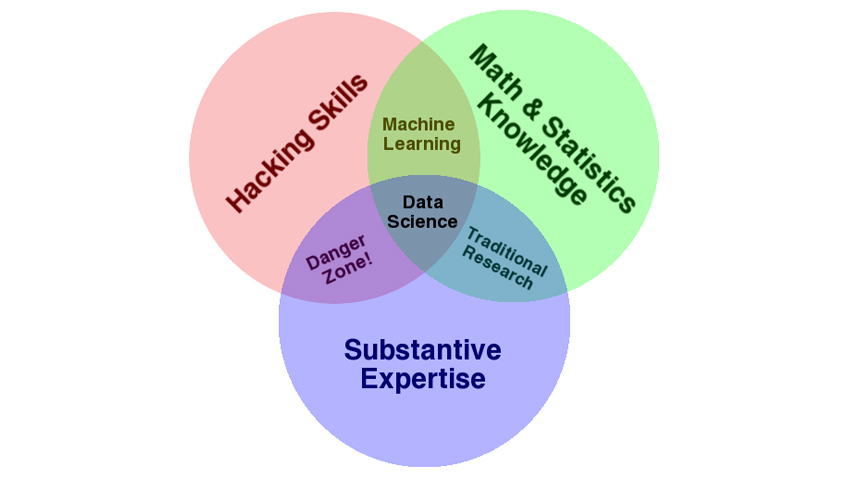 Hacking Skills
Math & Statistics
Knowledge
Machine
Learning
Data
Science
Danger
Zone!
Traditional
Research
Substantive
Expertise